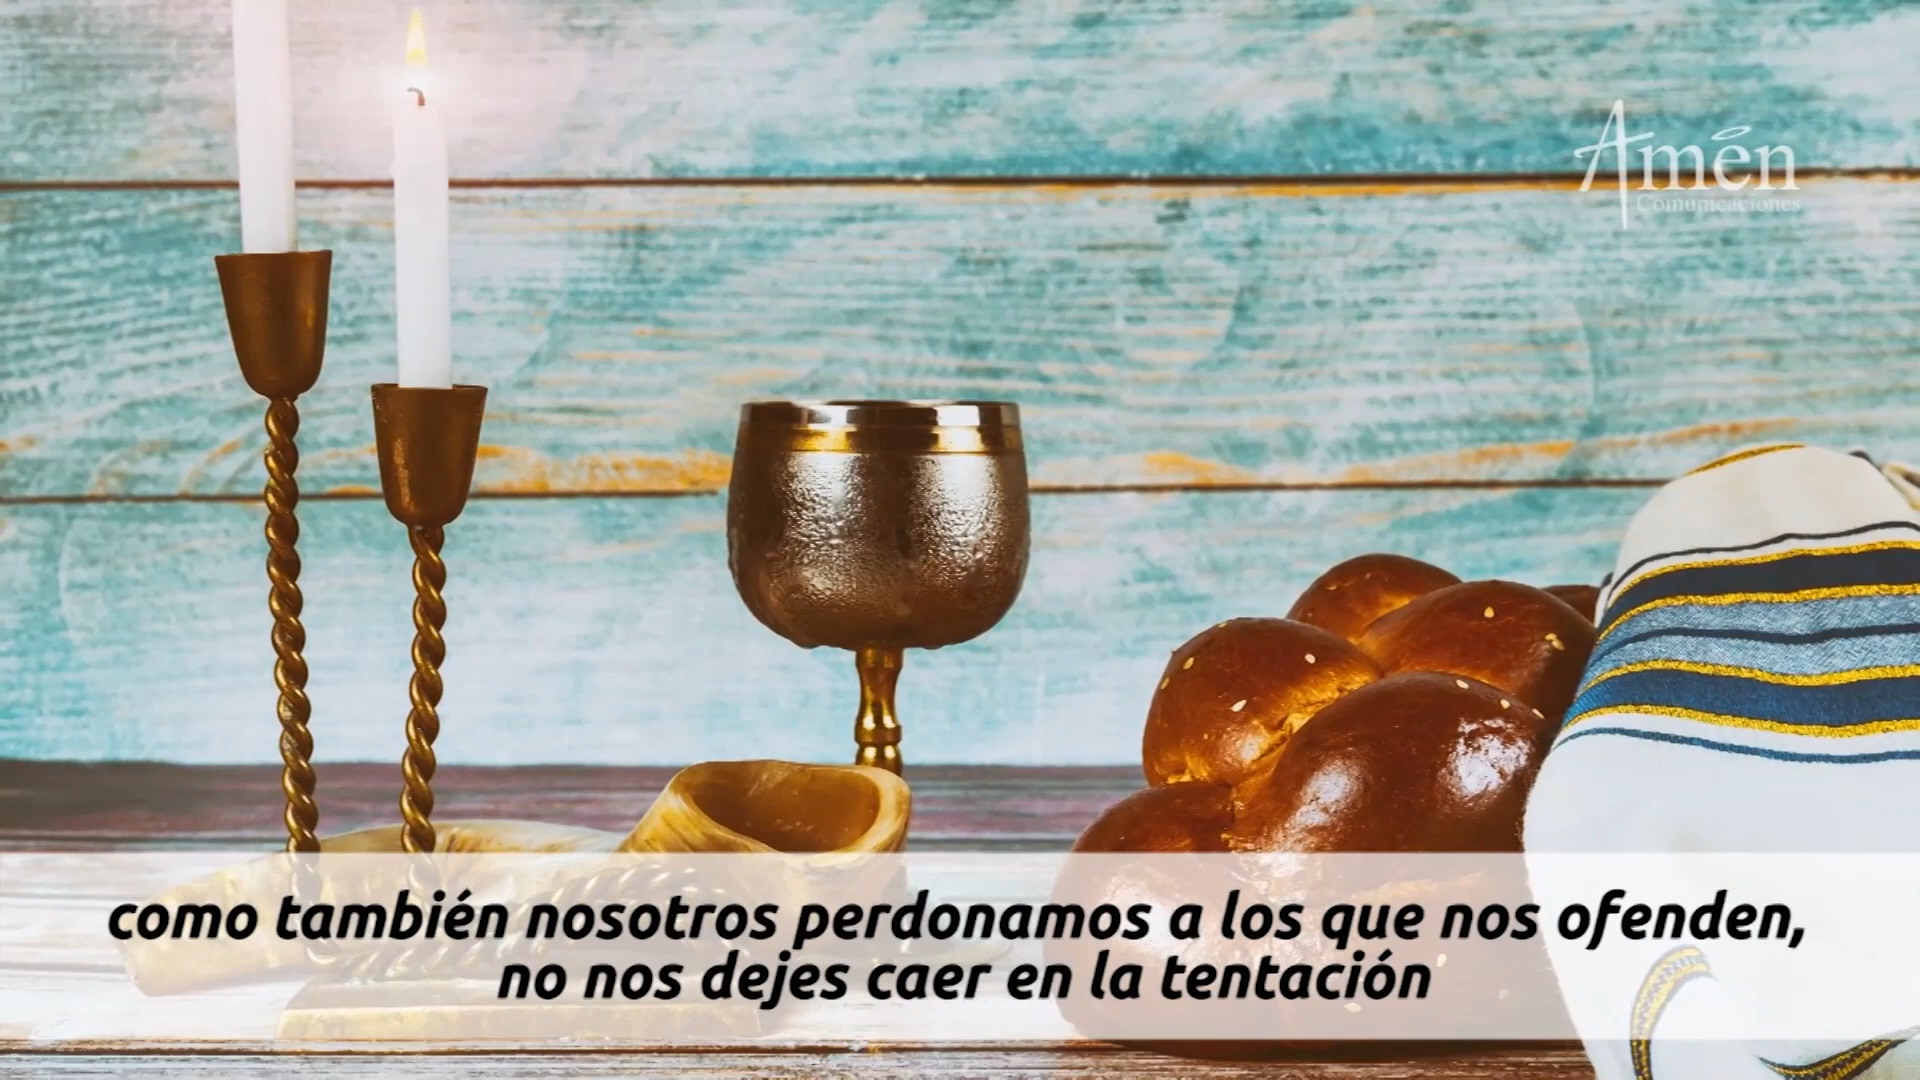 Amén
Comunicaciones
como también nosotros perdonamos a los que nos ofenden,
no nos dejes caer en la tentación